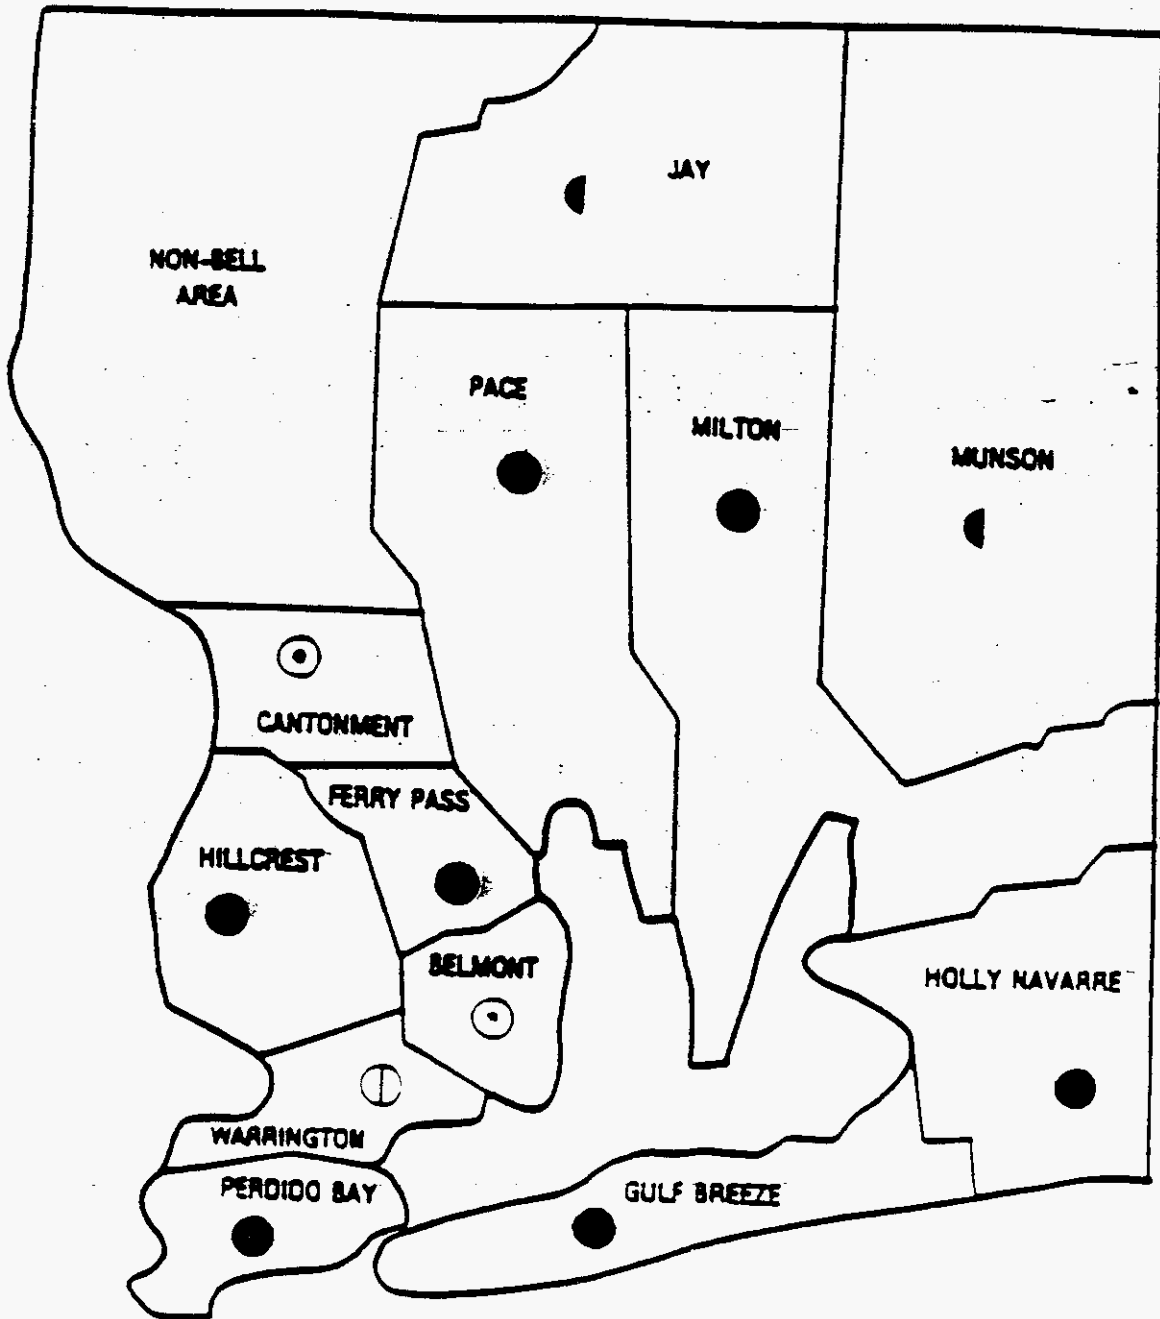 JAY
NON-BELL
AREA
PACE
MILTON
MUNSON
CANTONMENT
FERRY PASS
HILLCREST
BELMONT
HOLLY NAVARRE
WARRINGTON
PERDIDO BAY
GULF BREEZE